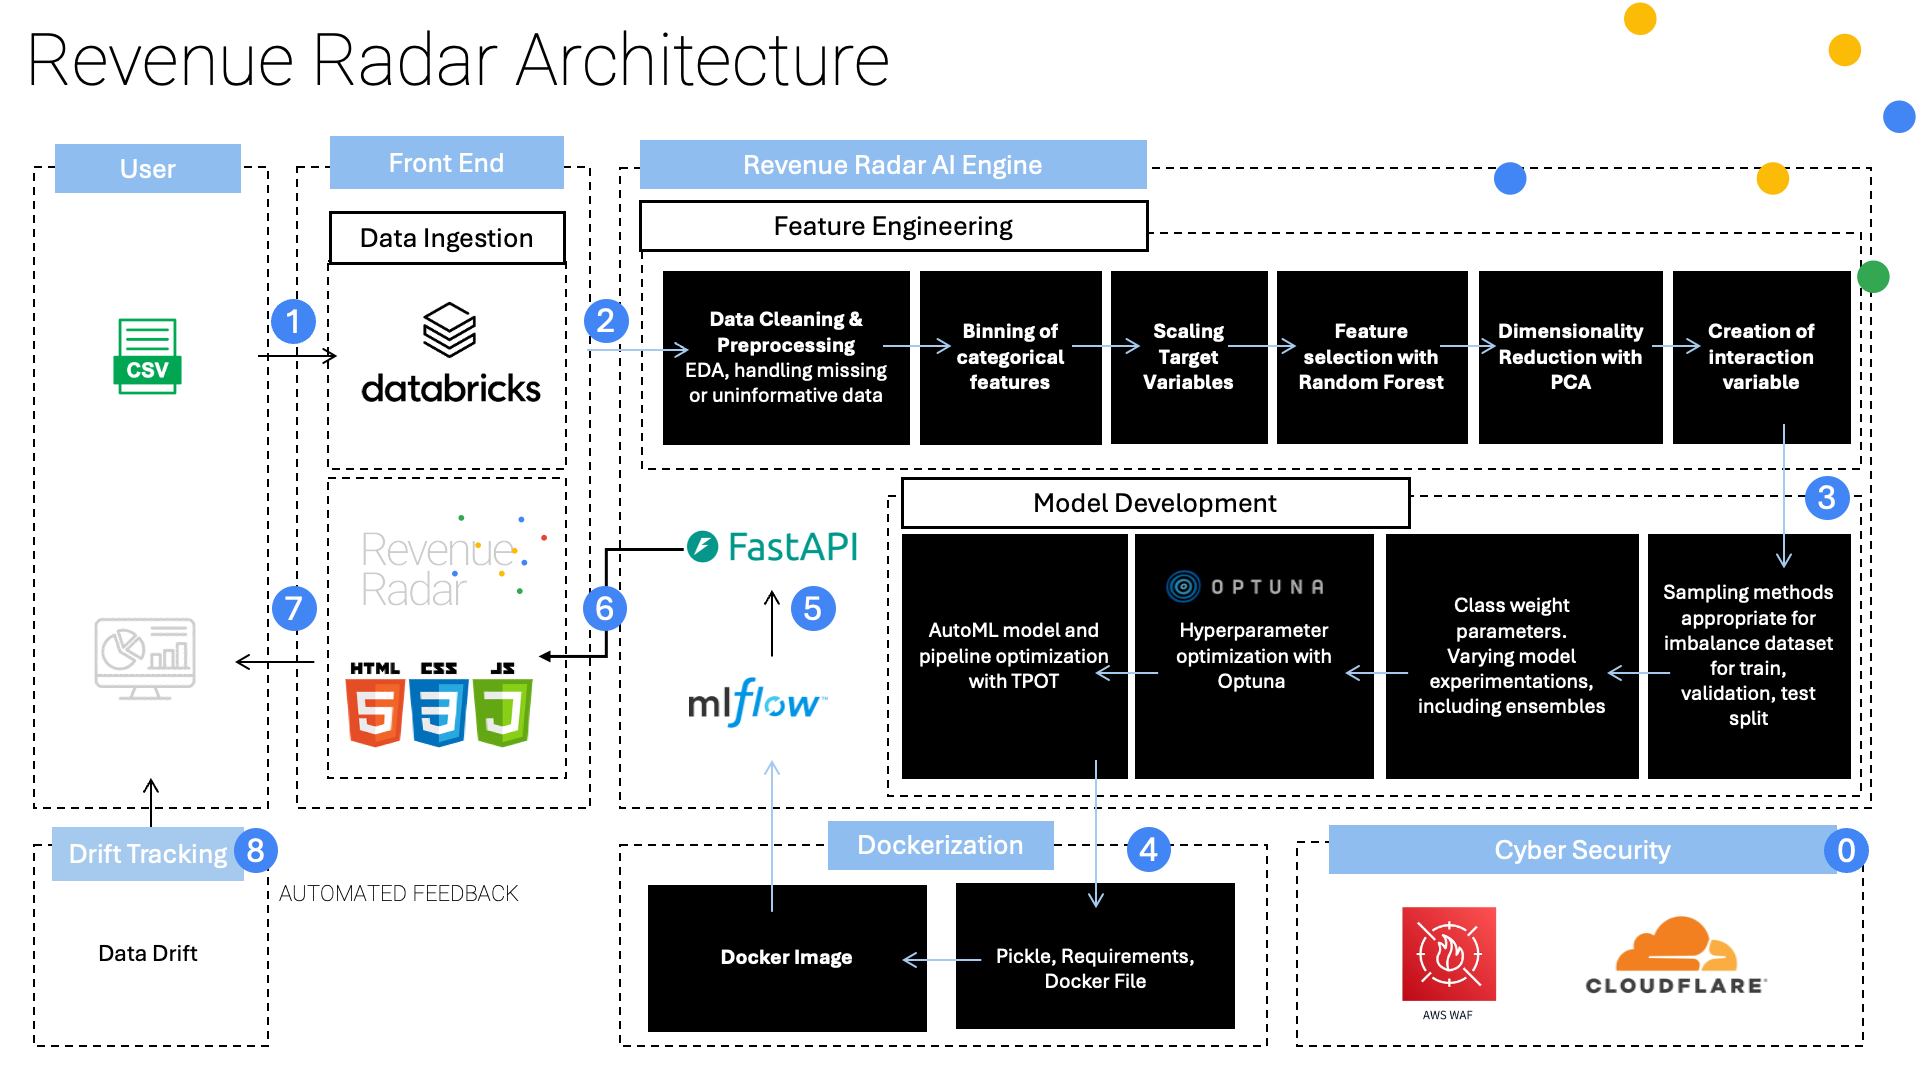 Revenue Radar Architecture
User
CSV
1
Front End
Data Ingestion
databricks
2
Revenue Radar AI Engine
Feature Engineering
Data Cleaning &
Preprocessing
EDA, handling missing
or uninformative data
Binning of
categorical
features
Scaling
Target
Variables
Feature
selection with
Random Forest
Dimensionality
Reduction with
PCA
Creation of
interaction
variable
3
Model Development
Sampling methods
appropriate for
imbalance dataset
for train,
validation, test
split
Class weight
parameters.
Varying model
experimentations,
including ensembles
OPTUNA
Hyperparameter
optimization with
Optuna
AutoML model and
pipeline optimization
with TPOT
4
Dockerization
Pickle, Requirements,
Docker File
Docker Image
mlflow™
5
FastAPI
6
Revenue
Radar
HTML CSS JS
7
Drift Tracking
8
AUTOMATED FEEDBACK
Data Drift
Cyber Security
0
AWS WAF
CLOUDFLARE